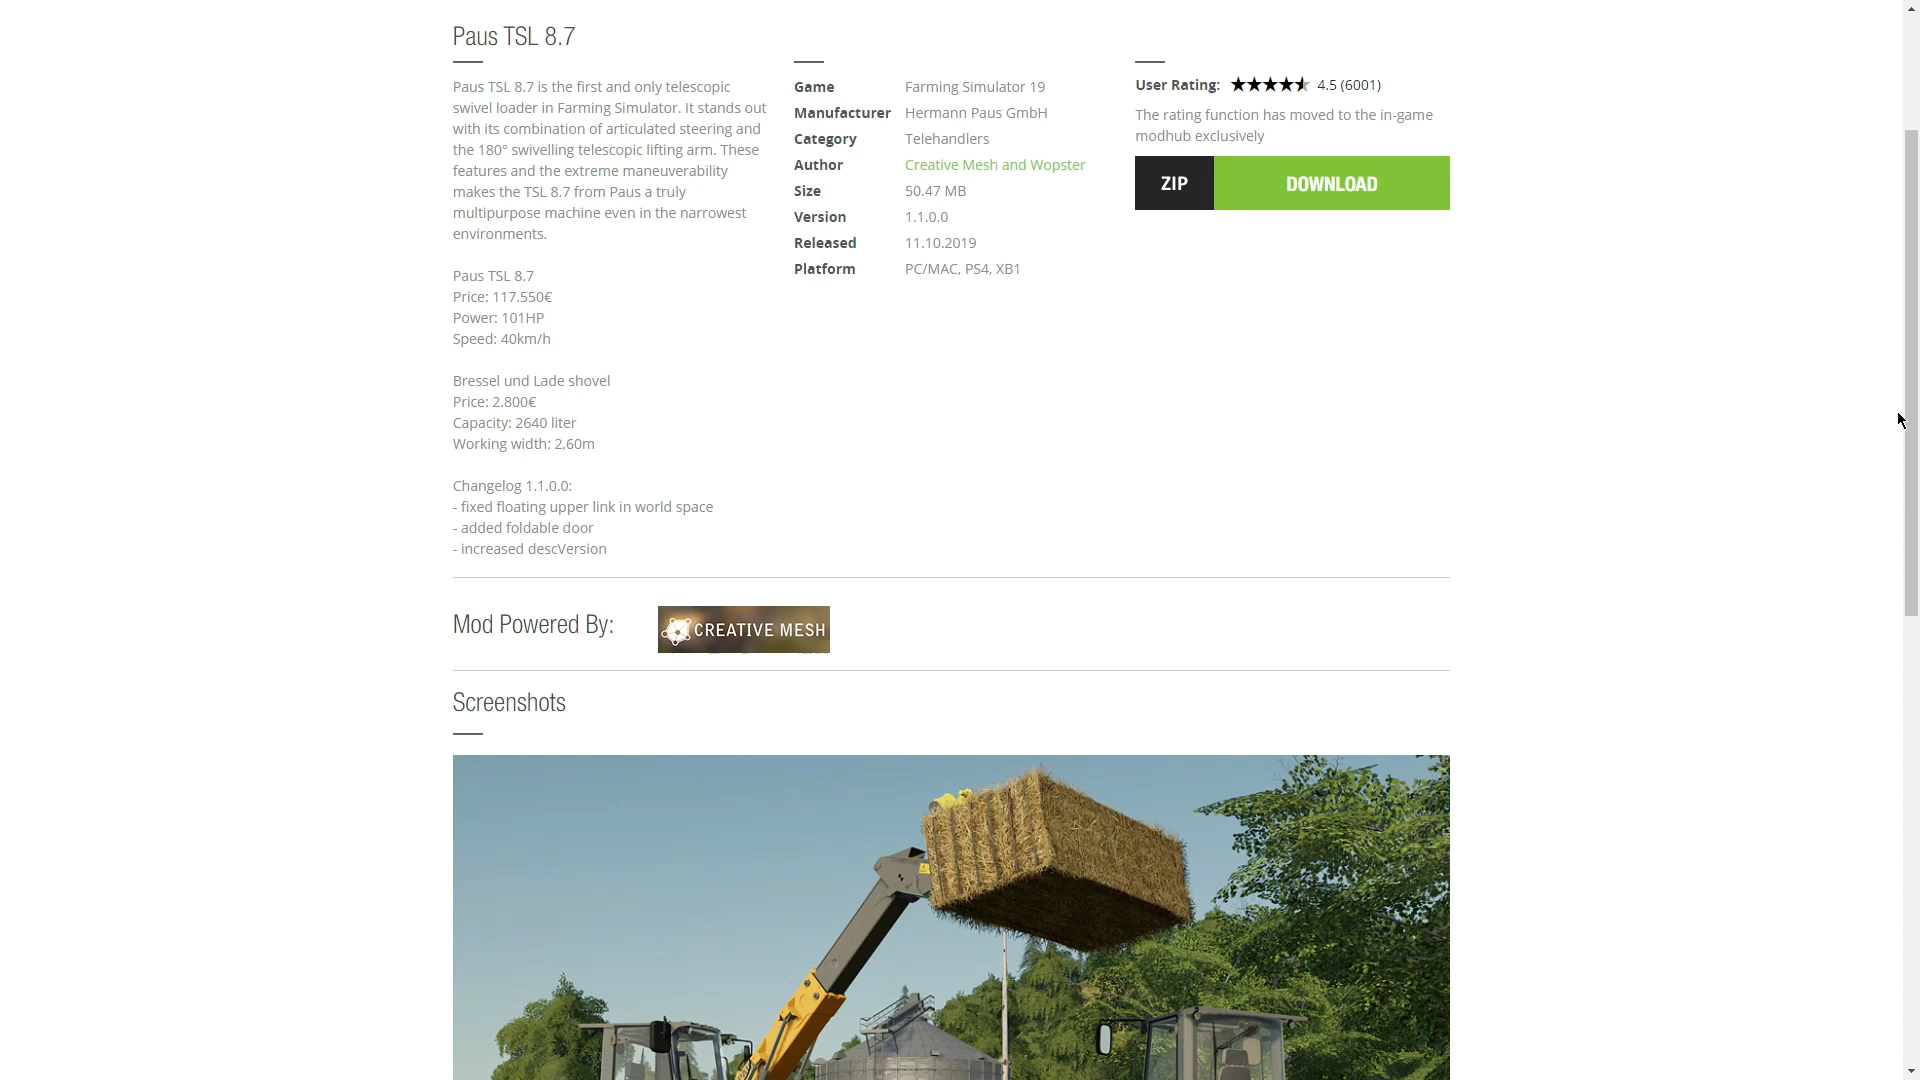 Paus TSL 8.7
Paus TSL 8.7 is the first and only telescopic
swivel loader in Farming Simulator. It stands out
with its combination of articulated steering and
the 180° swivelling telescopic lifting arm. These
features and the extreme maneuverability
makes the TSL 8.7 from Paus a truly
multipurpose machine even in the narrowest
environments.
Paus TSL 8.7
Price: 117.550€
Power: 101HP
Speed: 40km/h
Bressel und Lade shovel
Price: 2.800€
Capacity: 2640 liter
Working width: 2,60m
Changelog 1.1.0.0:
- fixed floating upper link in world space
- added foldable door
- increased descVersion
Game Farming Simulator 19
Manufacturer Hermann Paus GmbH
Category Telehandlers
Author Creative Mesh and Wopster
Size 50.47 MB
Version 1.1.0.0
Released 11.10.2019
Platform PC/MAC, PS4, XB1
User Rating: 4.5 (6001)
The rating function has moved to the in-game
modhub exclusively
ZIP DOWNLOAD
Mod Powered By: CREATIVE MESH
Screenshots